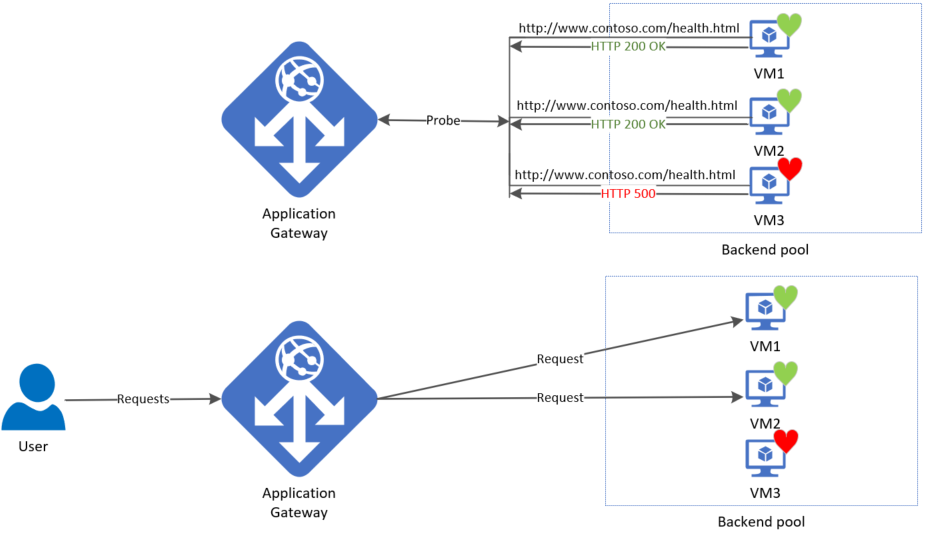 http://www.contoso.com/health.html
HTTP 200 OK
VM1
http://www.contoso.com/health.html
Probe
HTTP 200 OK
VM2
http://www.contoso.com/health.html
HTTP 500
VM3
Application
Gateway
Backend pool
VM1
Request
Requests
Request
VM2
User
VM3
Application
Gateway
Backend pool